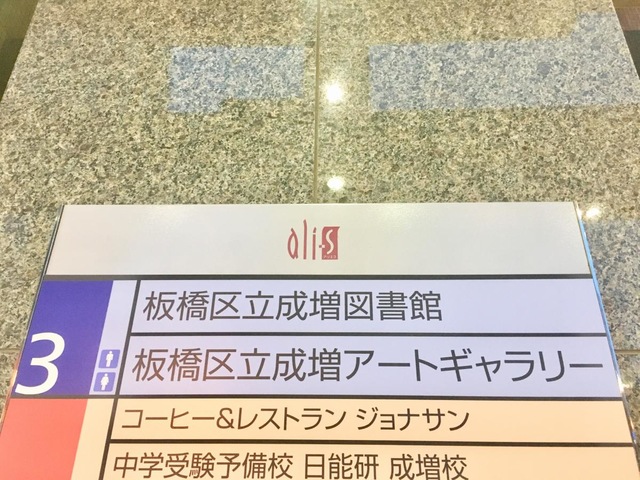 ali-S
板橋区立成増図書館
3
板橋区立成増アートギャラリー
コーヒー&レストラン ジョナサン
中学受験予備校 日能研 成増校